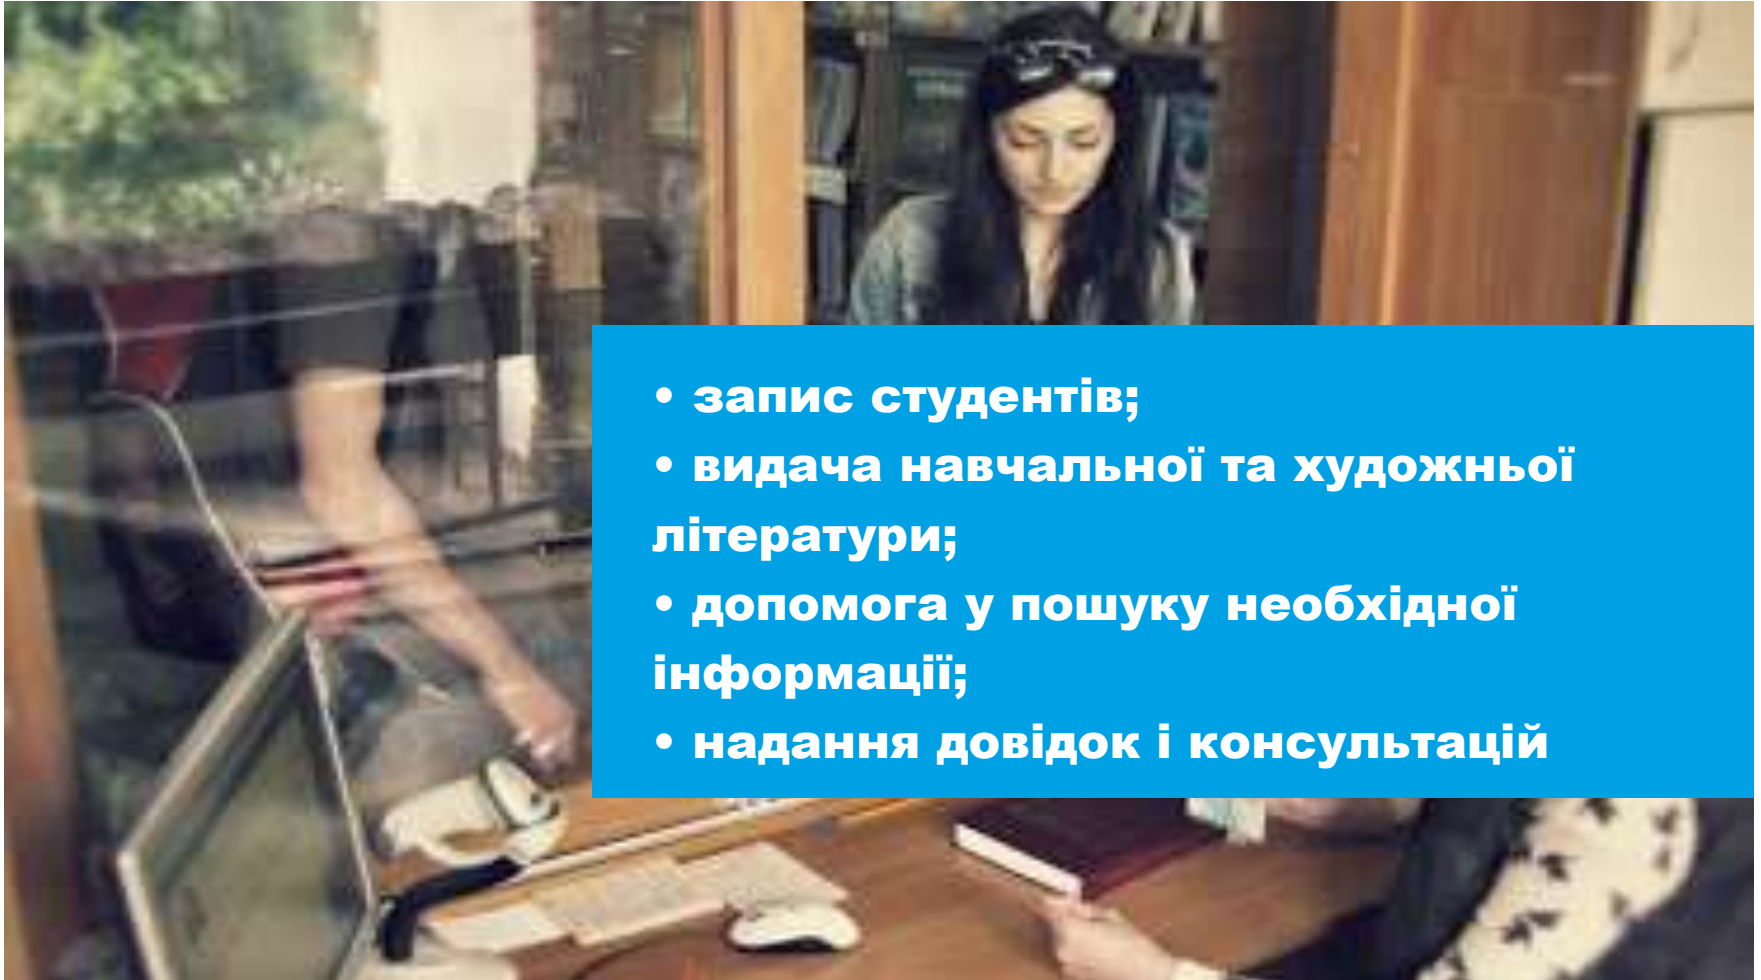 • запис студентів;
• видача навчальної та художньої
літератури;
• допомога у пошуку необхідної
інформації;
• надання довідок і консультацій